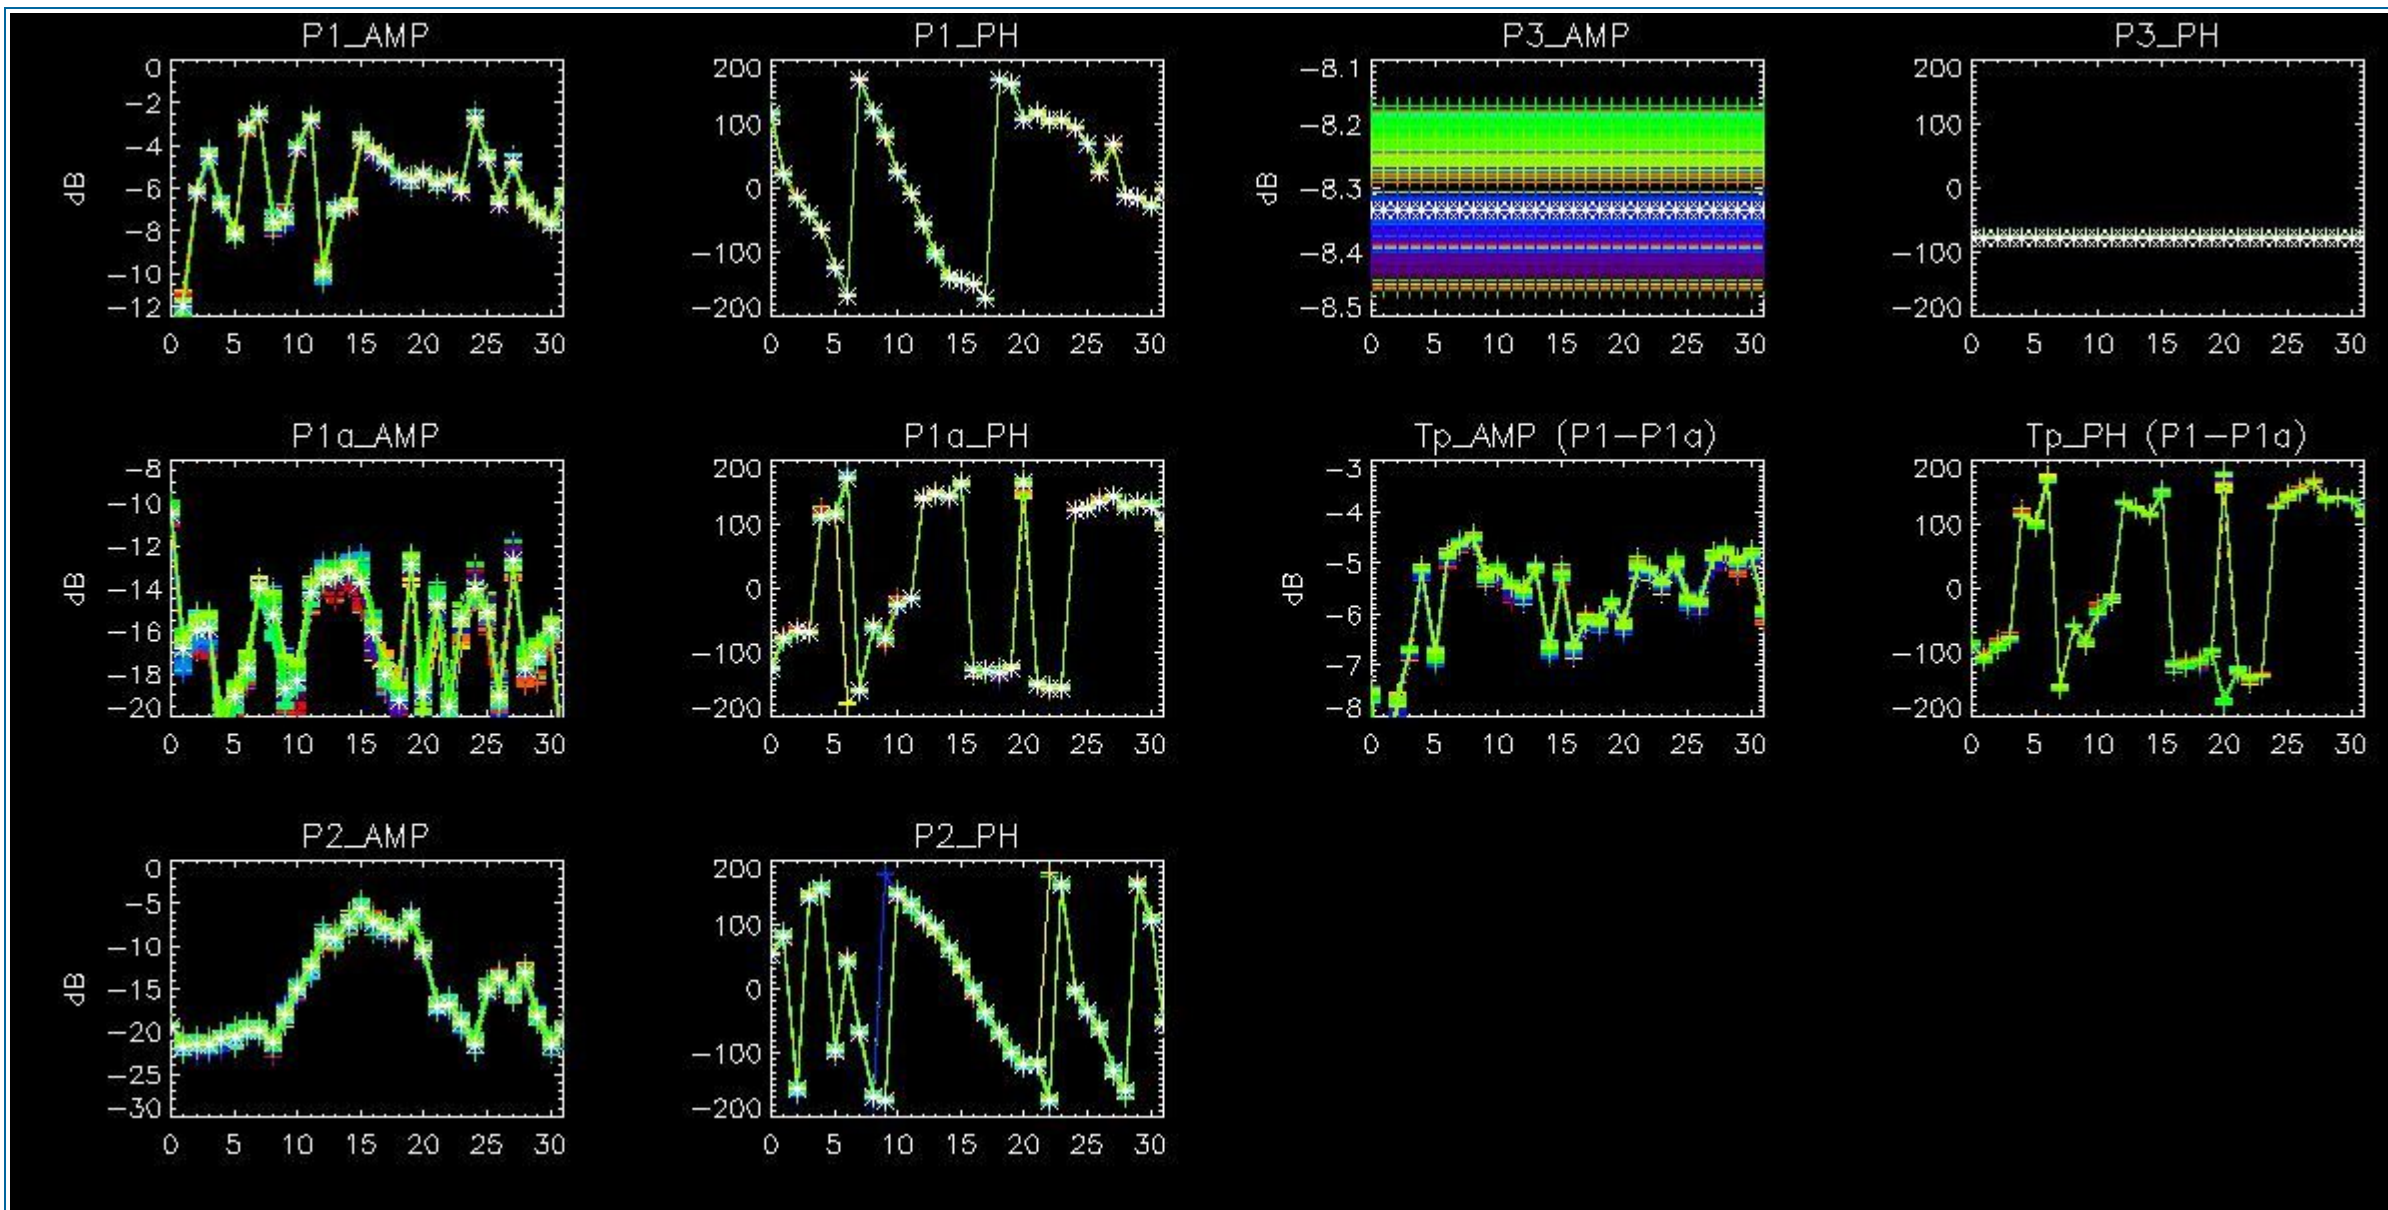 P1_AMP
P1_PH
P3_AMP
P3_PH
0
−2
−4
−6
−8
−10
−12
dB
0 5 10 15 20 25 30
200
100
0
−100
−200
0 5 10 15 20 25 30
−8.1
−8.2
−8.3
−8.4
−8.5
dB
0 5 10 15 20 25 30
200
100
0
−100
−200
0 5 10 15 20 25 30
P1a_AMP
P1a_PH
Tp_AMP (P1−P1a)
Tp_PH (P1−P1a)
−8
−10
−12
−14
−16
−18
−20
dB
0 5 10 15 20 25 30
200
100
0
−100
−200
0 5 10 15 20 25 30
−3
−4
−5
−6
−7
−8
dB
0 5 10 15 20 25 30
200
100
0
−100
−200
0 5 10 15 20 25 30
P2_AMP
P2_PH
0
−5
−10
−15
−20
−25
−30
dB
0 5 10 15 20 25 30
200
100
0
−100
−200
0 5 10 15 20 25 30